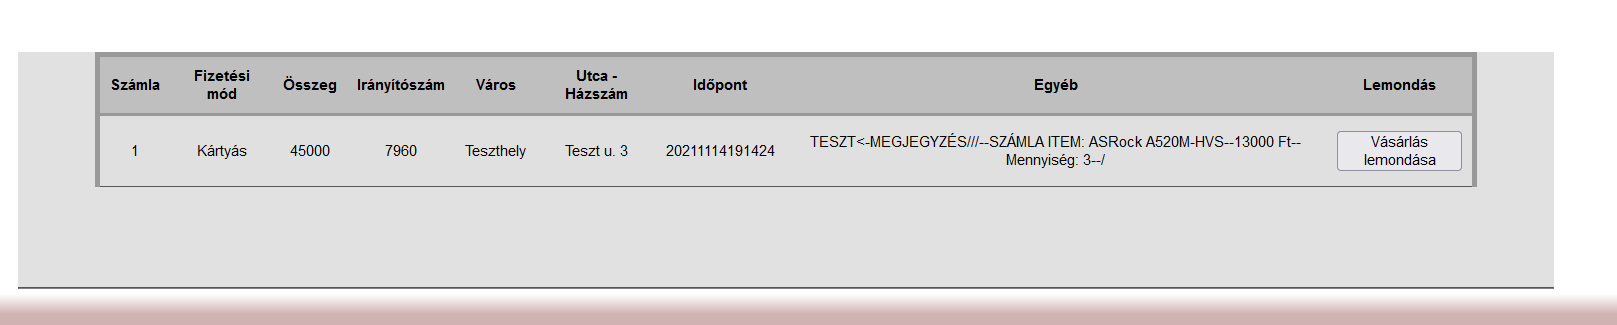 Számla Fizetési mód Összeg Irányítószám Város Utca - Házszám Időpont Egyéb Lemondás
1 Kártyás 45000 7960 Teszthely Teszt u. 3 20211114191424 TESZT<-MEGJEGYZÉS///--SZÁMLA ITEM: ASRock A520M-HVS--13000 Ft--
Mennyiség: 3--/
Vásárlás
lemondása